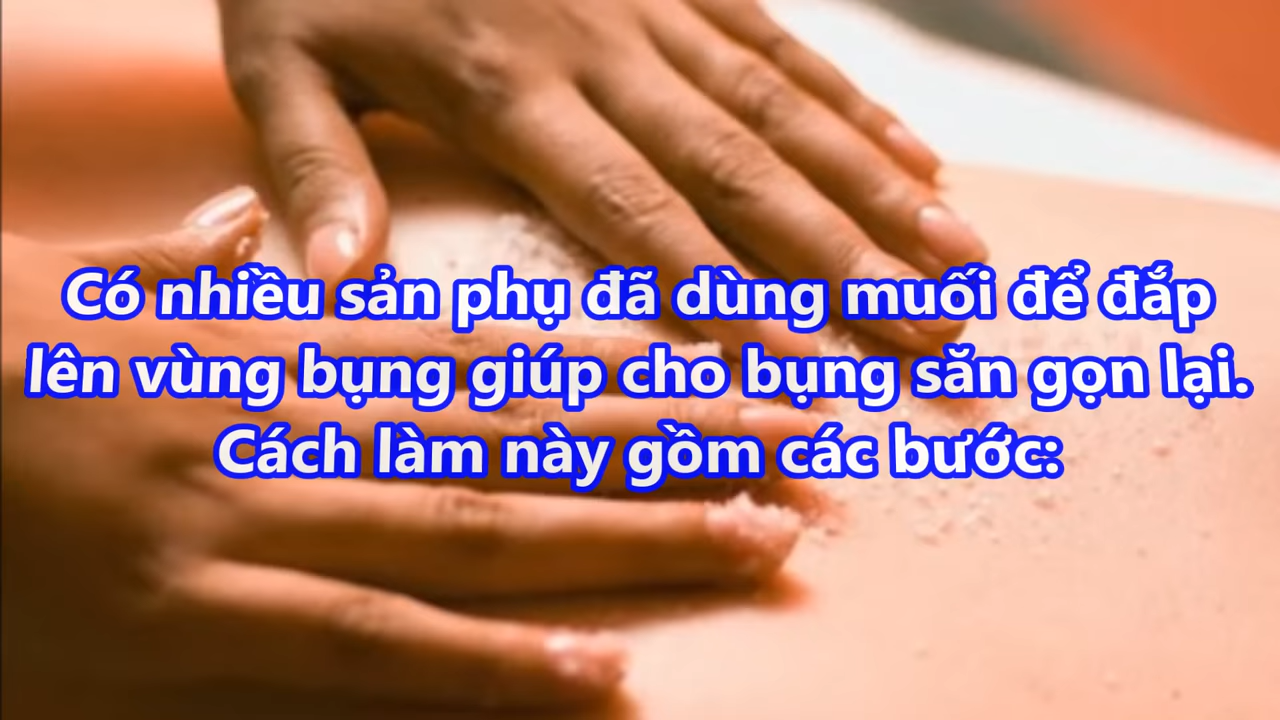 Có nhiều sản phụ đã dùng muối để đắp
lên vùng bụng giúp cho bụng săn gọn lại.
Cách làm này gồm các bước: